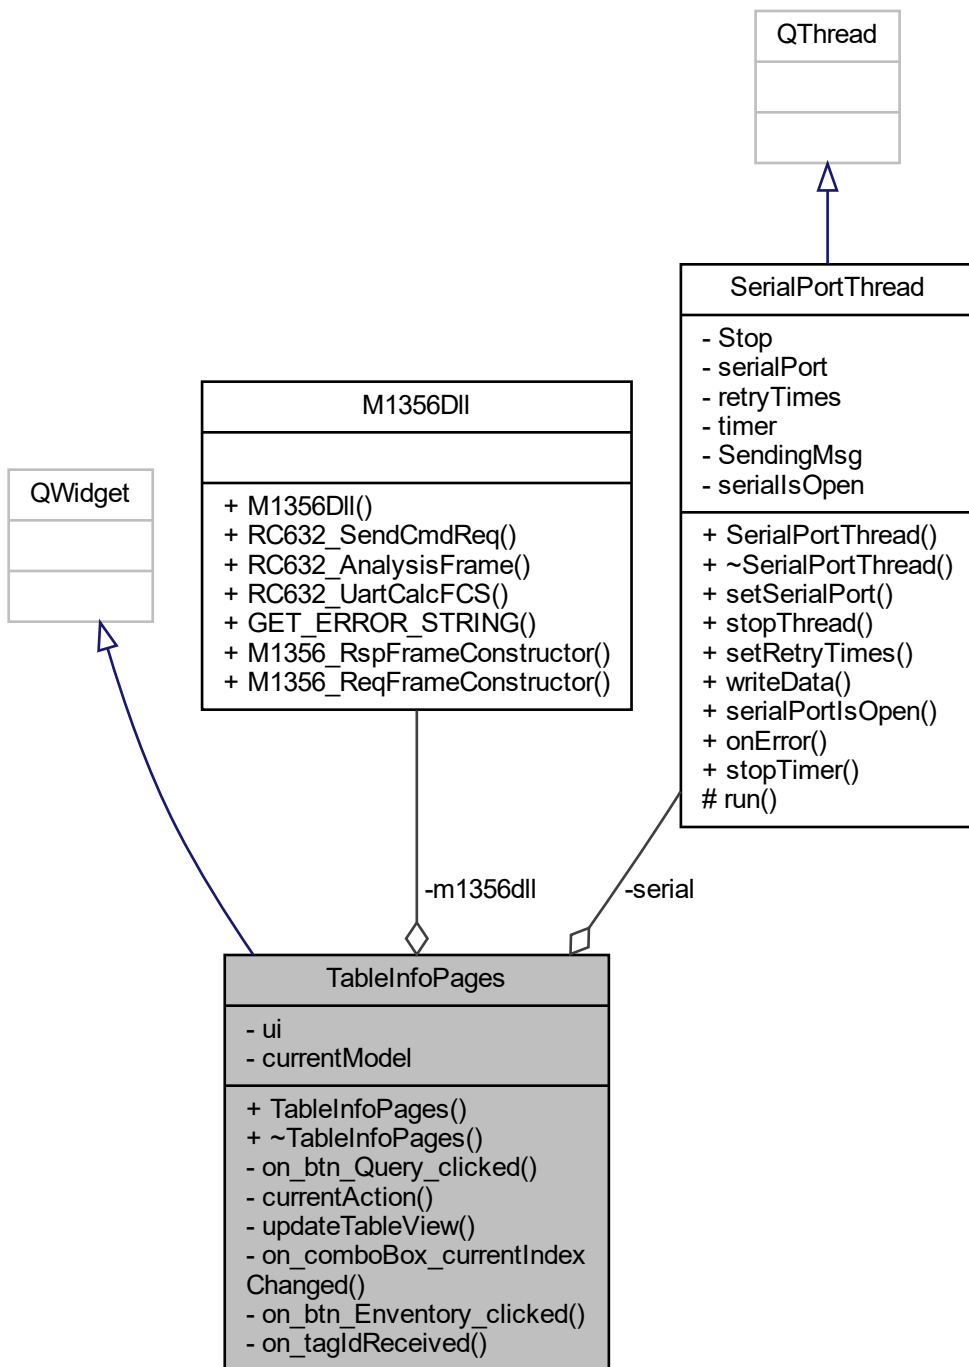 QThread
SerialPortThread
- Stop
- serialPort
- retryTimes
- timer
- SendingMsg
- serialIsOpen
+ SerialPortThread()
+ ~SerialPortThread()
+ setSerialPort()
+ stopThread()
+ setRetryTimes()
+ writeData()
+ serialPortIsOpen()
+ onError()
+ stopTimer()
# run()
M1356Dll
+ M1356Dll()
+ RC632_SendCmdReq()
+ RC632_AnalysisFrame()
+ RC632_UartCalcFCS()
+ GET_ERROR_STRING()
+ M1356_RspFrameConstructor()
+ M1356_ReqFrameConstructor()
QWidget
-m1356dll
-serial
TableInfoPages
- ui
- currentModel
+ TableInfoPages()
+ ~TableInfoPages()
- on_btn_Query_clicked()
- currentAction()
- updateTableView()
- on_comboBox_currentIndex
Changed()
- on_btn_Enventory_clicked()
- on_tagIdReceived()